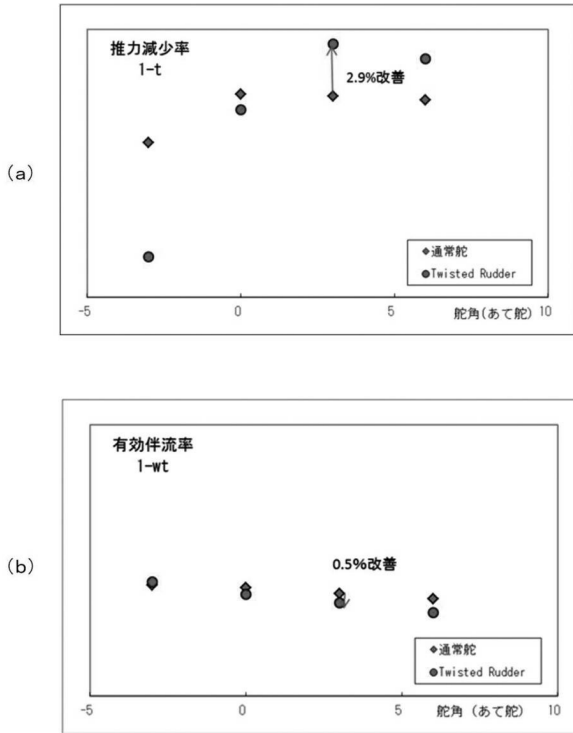 (a)
推力減少率
1-t
2.9%改善
◆通常舵
●Twisted Rudder
-5 0 5 舵角(あて舵) 10
(b)
有効伴流率
1-wt
0.5%改善
◆通常舵
●Twisted Rudder
-5 0 5 舵角 (あて舵) 10